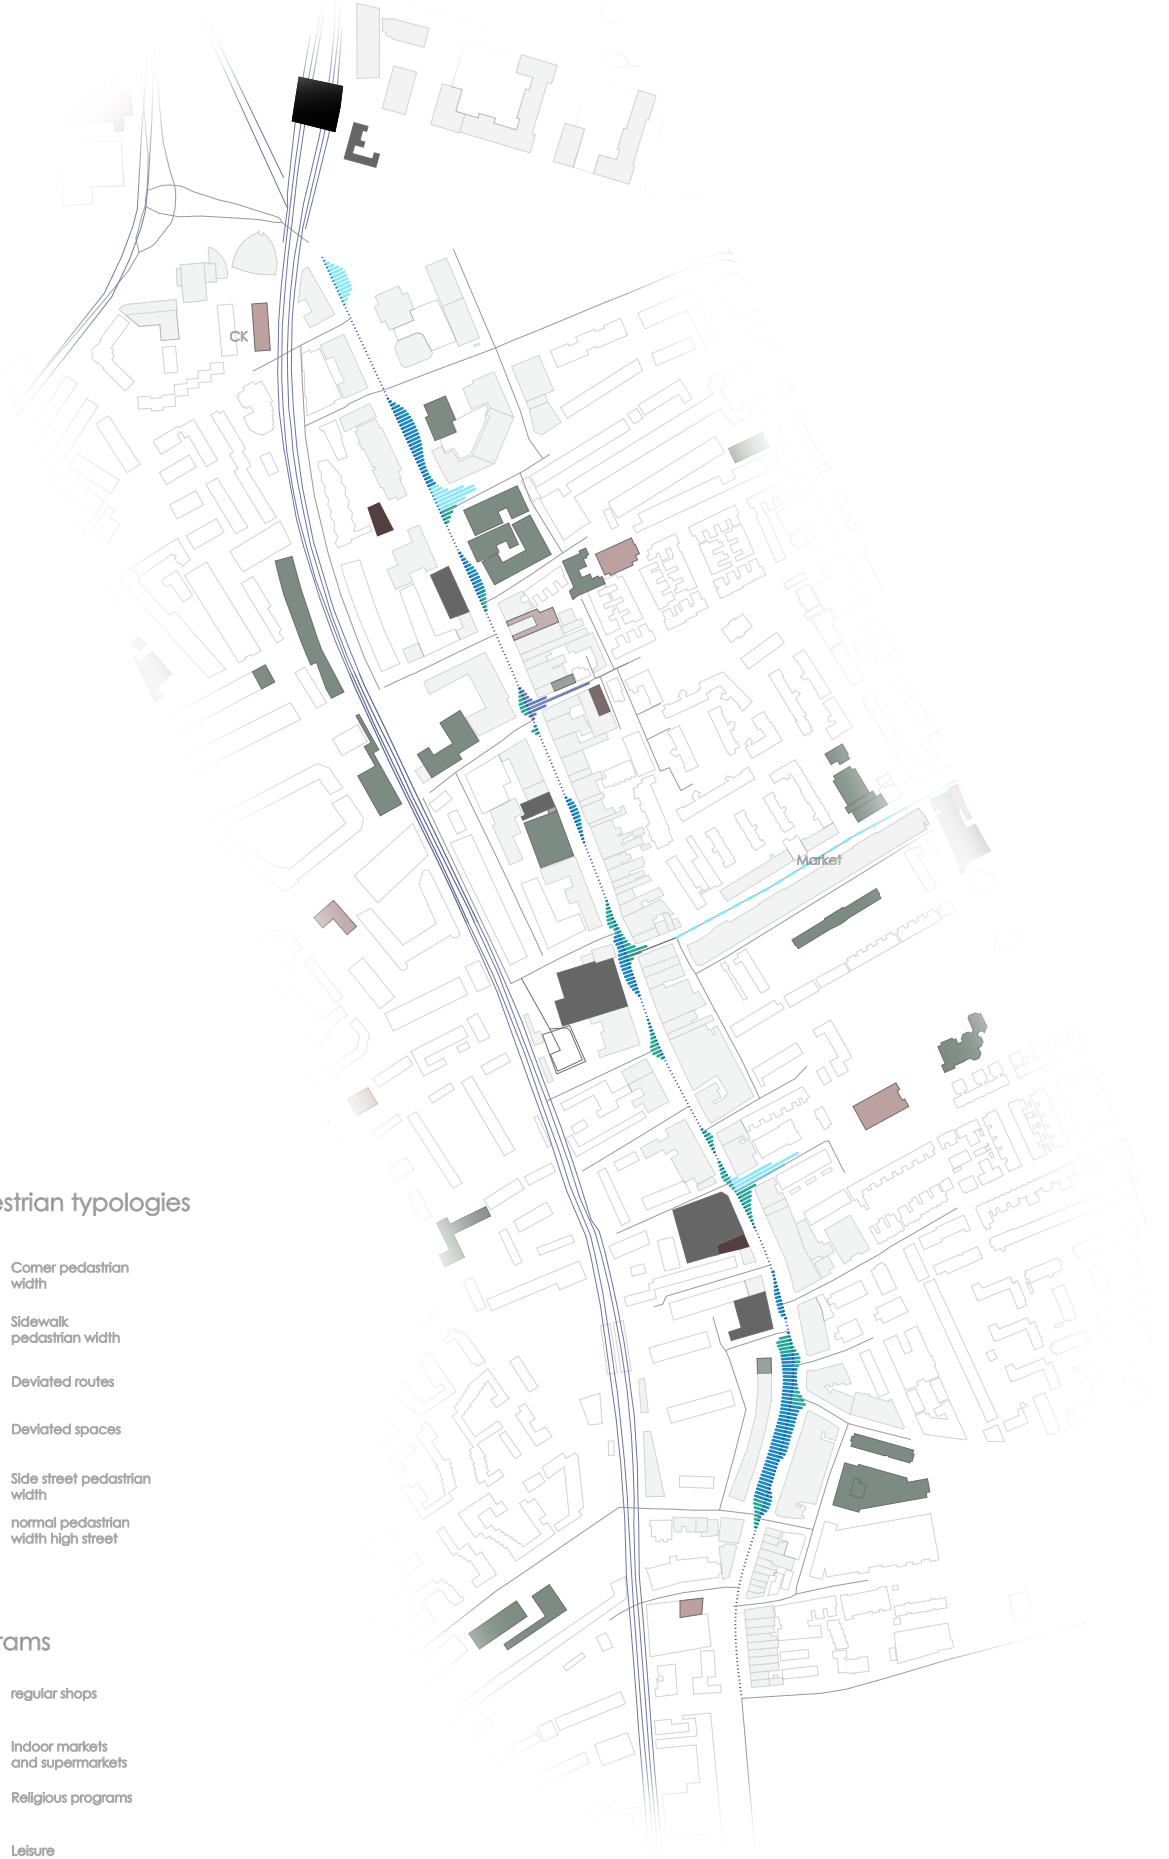 CK
Market
estrian typologies
Corner pedastrian
width
Sidewalk
pedastrian width
Deviated routes
Deviated spaces
Side street pedastrian
width
normal pedastrian
width high street
rams
regular shops
Indoor markets
and supermarkets
Religious programs
Leisure